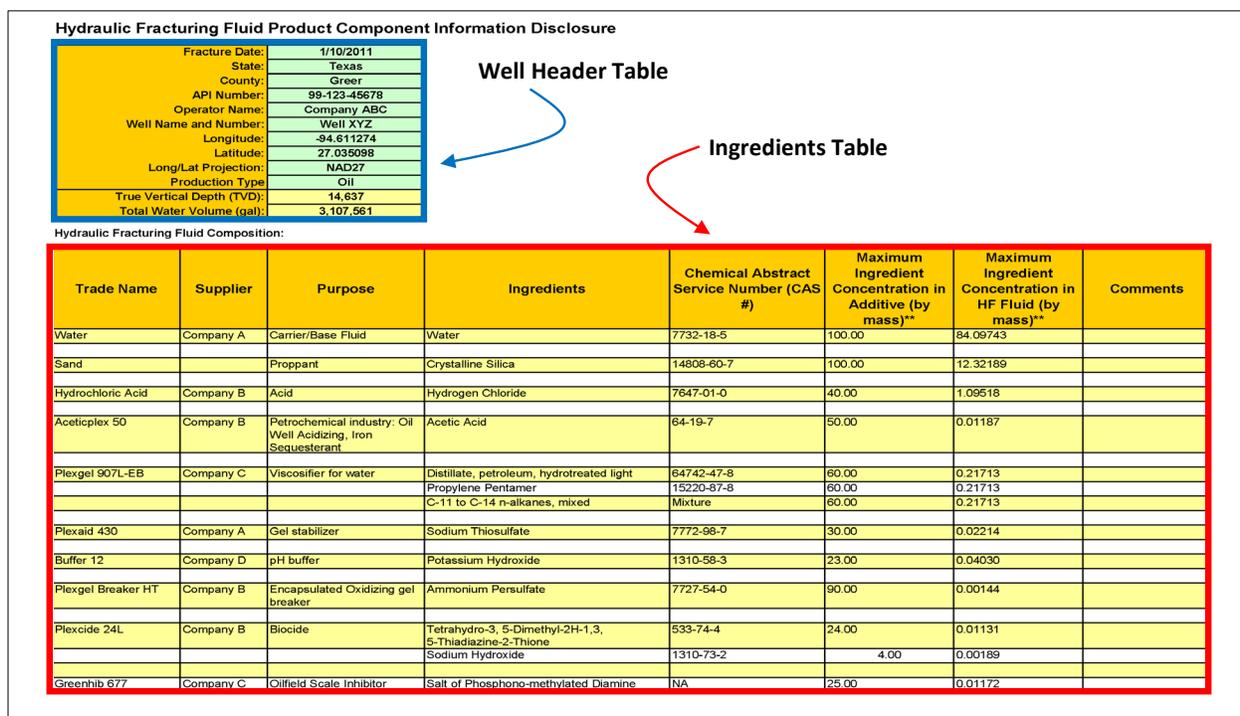 Hydraulic Fracturing Fluid Product Component Information Disclosure
Fracture Date: 1/10/2011
State: Texas
County: Greer
API Number: 99-123-45678
Operator Name: Company ABC
Well Name and Number: Well XYZ
Longitude: -94.611274
Latitude: 27.035098
Long/Lat Projection: NAD27
Production Type Oil
True Vertical Depth (TVD): 14,637
Total Water Volume (gal): 3,107,561
Well Header Table
Ingredients Table
Hydraulic Fracturing Fluid Composition:
Trade Name Supplier Purpose Ingredients Chemical Abstract Service Number (CAS #) Maximum Ingredient Concentration in Additive (by mass)** Maximum Ingredient Concentration in HF Fluid (by mass)** Comments
Water Company A Carrier/Base Fluid Water 7732-18-5 100.00 84.09743
Sand Proppant Crystalline Silica 14808-60-7 100.00 12.32189
Hydrochloric Acid Company B Acid Hydrogen Chloride 7647-01-0 40.00 1.09518
Aceticplex 50 Company B Petrochemical industry: Oil Well Acidizing, Iron Sequesterant Acetic Acid 64-19-7 50.00 0.01187
Plexgel 907L-EB Company C Viscosifier for water Distillate, petroleum, hydrotreated light 64742-47-8 60.00 0.21713
Propylene Pentamer 15220-87-8 60.00 0.21713
C-11 to C-14 n-alkanes, mixed Mixture 60.00 0.21713
Plexaid 430 Company A Gel stabilizer Sodium Thiosulfate 7772-98-7 30.00 0.02214
Buffer 12 Company D pH buffer Potassium Hydroxide 1310-58-3 23.00 0.04030
Plexgel Breaker HT Company B Encapsulated Oxidizing gel breaker Ammonium Persulfate 7727-54-0 90.00 0.00144
Plexcide 24L Company B Biocide Tetrahydro-3, 5-Dimethyl-2H-1,3, 5-Thiadiazine-2-Thione 533-74-4 24.00 0.01131
Sodium Hydroxide 1310-73-2 4.00 0.00189
Greenhib 677 Company C Oilfield Scale Inhibitor Salt of Phosphono-methylated Diamine NA 25.00 0.01172